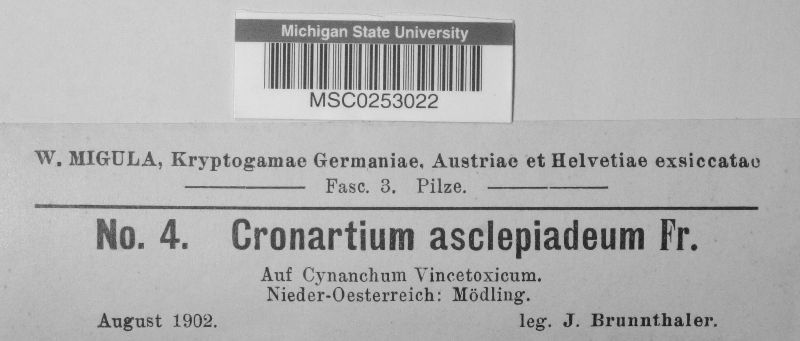 Michigan State University
MSC0253022
W. MIGULA, Kryptogamae Germaniae, Austriae et Helvetiae exsiccatae
Fasc. 3. Pilze.
No. 4. Cronartium asclepiadeum Fr.
Auf Cynanchum Vincetoxicum.
Nieder-Oesterreich: Mödling.
August 1902. leg. J. Brunnthaler.